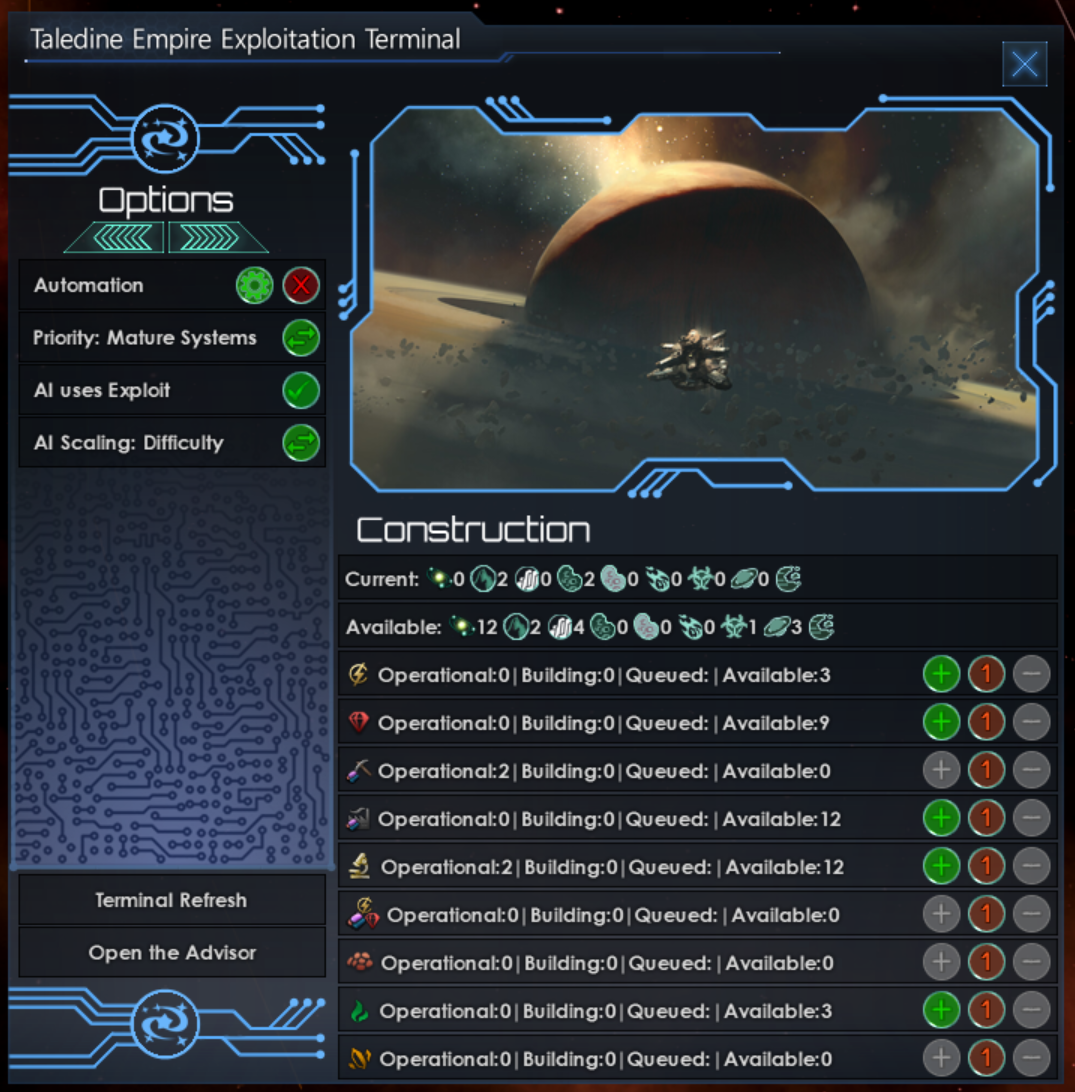 Taledine Empire Exploitation Terminal
Options
Automation
Priority: Mature Systems
AI uses Exploit
AI Scaling: Difficulty
Terminal Refresh
Open the Advisor
Construction
Current: 0 2 0 2 0 0 0 0
Available: 12 2 4 0 0 0 1 3
Operational:0|Building:0|Queued: |Available:3 1
Operational:0|Building:0|Queued: |Available:9 1
Operational:2|Building:0|Queued: |Available:0 1
Operational:0|Building:0|Queued: |Available:12 1
Operational:2|Building:0|Queued: |Available:12 1
Operational:0|Building:0|Queued: |Available:0 1
Operational:0|Building:0|Queued: |Available:0 1
Operational:0|Building:0|Queued: |Available:3 1
Operational:0|Building:0|Queued: |Available:0 1